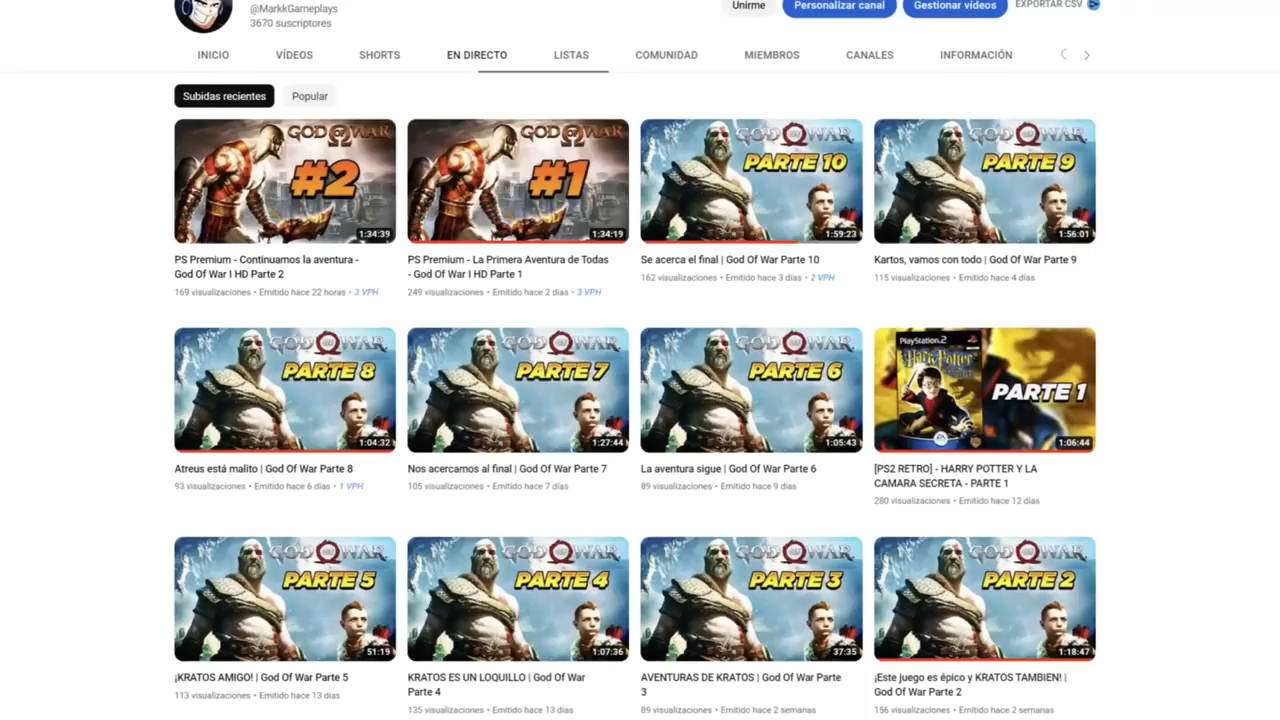 @MarkkGameplays
3670 suscriptores
Unirme
Personalizar canal
Gestionar vídeos
EXPORTAR CSV
INICIO VÍDEOS SHORTS EN DIRECTO LISTAS COMUNIDAD MIEMBROS CANALES INFORMACIÓN
Subidas recientes
Popular
GOD OF WAR
#2
1:34:39
PS Premium - Continuamos la aventura -
God Of War I HD Parte 2
169 visualizaciones • Emitido hace 22 horas • 3 VPH
GOD OF WAR
#1
1:34:19
PS Premium - La Primera Aventura de Todas
- God Of War I HD Parte 1
249 visualizaciones • Emitido hace 2 días • 3 VPH
GOD OF WAR
PARTE 10
1:59:23
Se acerca el final | God Of War Parte 10
162 visualizaciones • Emitido hace 3 días • 2 VPH
GOD OF WAR
PARTE 9
1:56:01
Kartos, vamos con todo | God Of War Parte 9
115 visualizaciones • Emitido hace 4 días
GOD OF WAR
PARTE 8
1:04:32
Atreus está malito | God Of War Parte 8
93 visualizaciones • Emitido hace 6 días • 1 VPH
GOD OF WAR
PARTE 7
1:27:44
Nos acercamos al final | God Of War Parte 7
105 visualizaciones • Emitido hace 7 días
GOD OF WAR
PARTE 6
1:05:43
La aventura sigue | God Of War Parte 6
89 visualizaciones • Emitido hace 9 días
PlayStation 2
Harry Potter
EA
PARTE 1
1:06:44
[PS2 RETRO] - HARRY POTTER Y LA
CAMARA SECRETA - PARTE 1
280 visualizaciones • Emitido hace 12 días
GOD OF WAR
PARTE 5
51:19
¡KRATOS AMIGO! | God Of War Parte 5
113 visualizaciones • Emitido hace 13 días
GOD OF WAR
PARTE 4
1:07:36
KRATOS ES UN LOQUILLO | God Of War
Parte 4
135 visualizaciones • Emitido hace 13 días
GOD OF WAR
PARTE 3
37:35
AVENTURAS DE KRATOS | God Of War Parte
3
89 visualizaciones • Emitido hace 2 semanas
GOD OF WAR
PARTE 2
1:18:47
¡Este juego es épico y KRATOS TAMBIEN! |
God Of War Parte 2
156 visualizaciones • Emitido hace 2 semanas